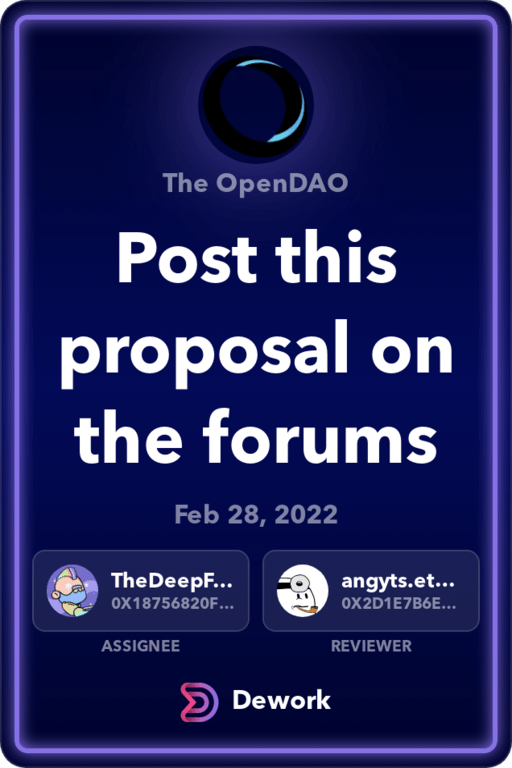 The OpenDAO
Post this
proposal on
the forums
Feb 28, 2022
TheDeepF...
0X18756820F...
ASSIGNEE
angyts.et...
0X2D1E7B6E...
REVIEWER
Dework